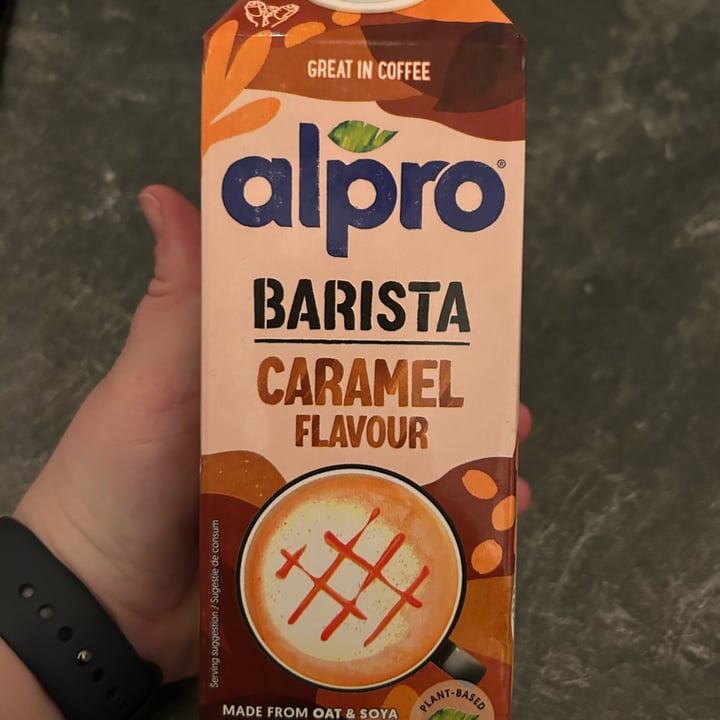 GREAT IN COFFEE
alpro®
BARISTA
CARAMEL
FLAVOUR
Serving suggestion / Sugestie de consum
MADE FROM OAT & SOYA
PLANT-BASED